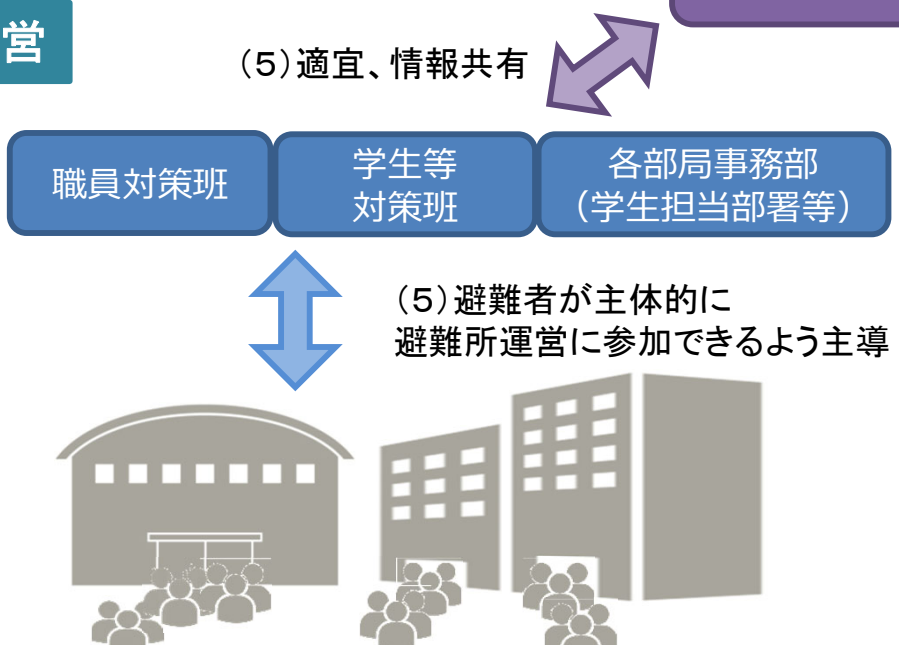 営
（5）適宜、情報共有
職員対策班
学生等
対策班
各部局事務部
（学生担当部署等）
（5）避難者が主体的に
避難所運営に参加できるよう主導